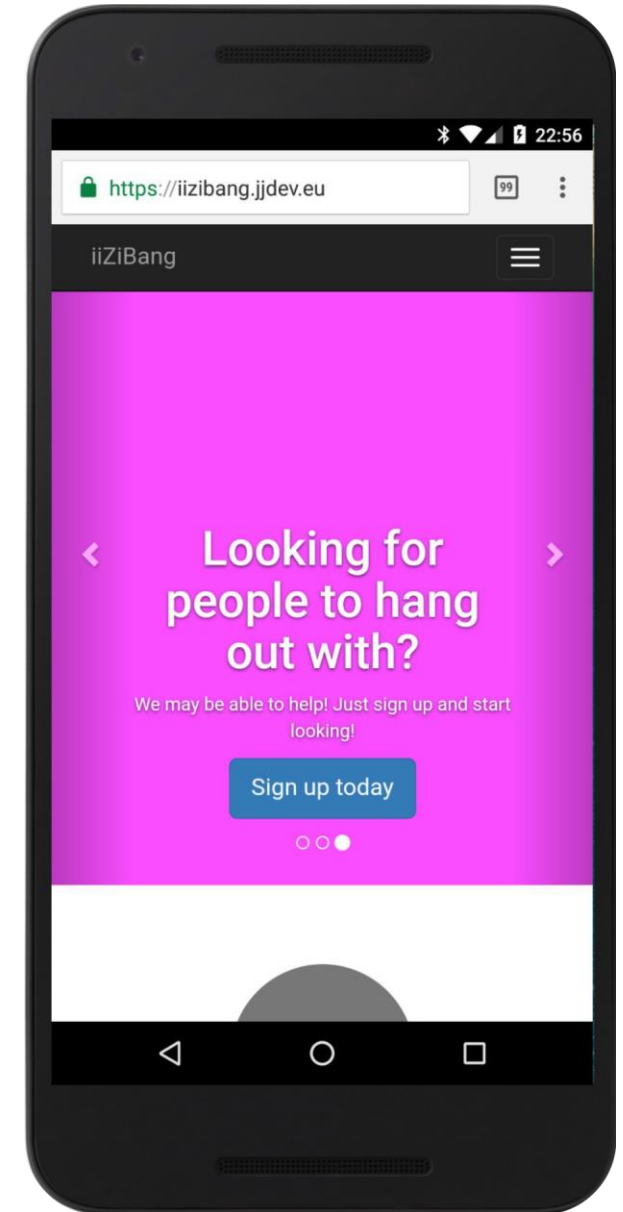 22:56
https://iizibang.jjdev.eu
99
iiZiBang
Looking for
people to hang
out with?
We may be able to help! Just sign up and start
looking!
Sign up today